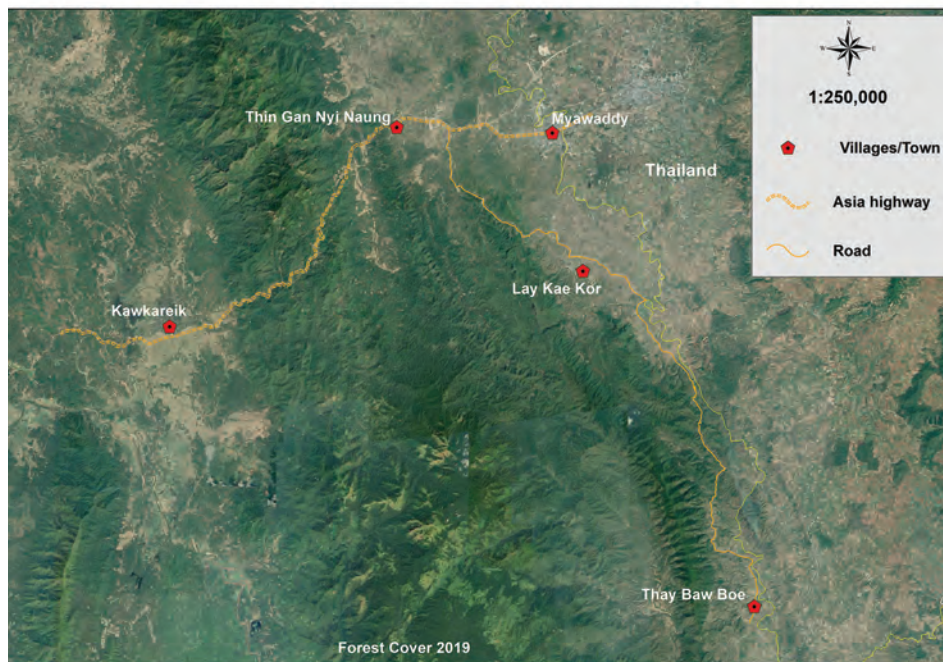 N
W
E
S
1:250,000
Villages/Town
Asia highway
Road
Thin Gan Nyi Naung
Myawaddy
Thailand
Lay Kae Kor
Kawkareik
Thay Baw Boe
Forest Cover 2019